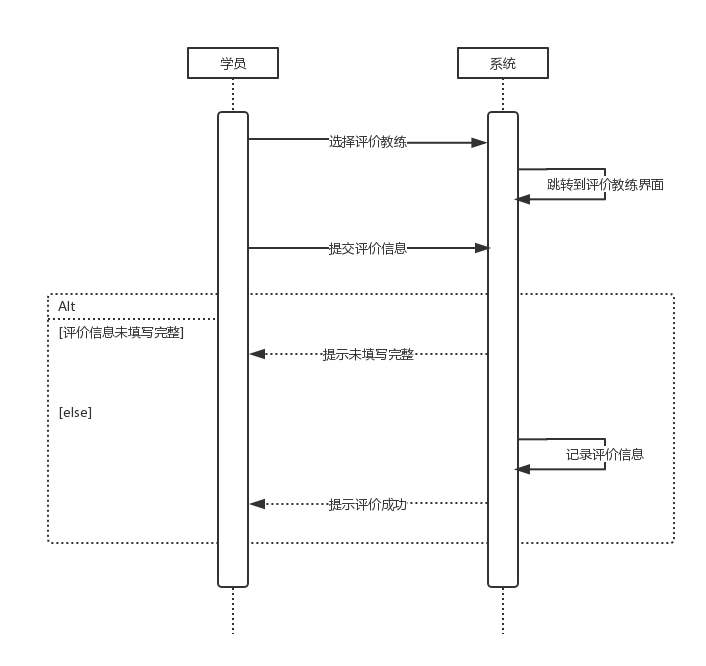 学员
系统
选择评价教练
跳转到评价教练界面
提交评价信息
Alt
[评价信息未填写完整]
提示未填写完整
[else]
记录评价信息
提示评价成功